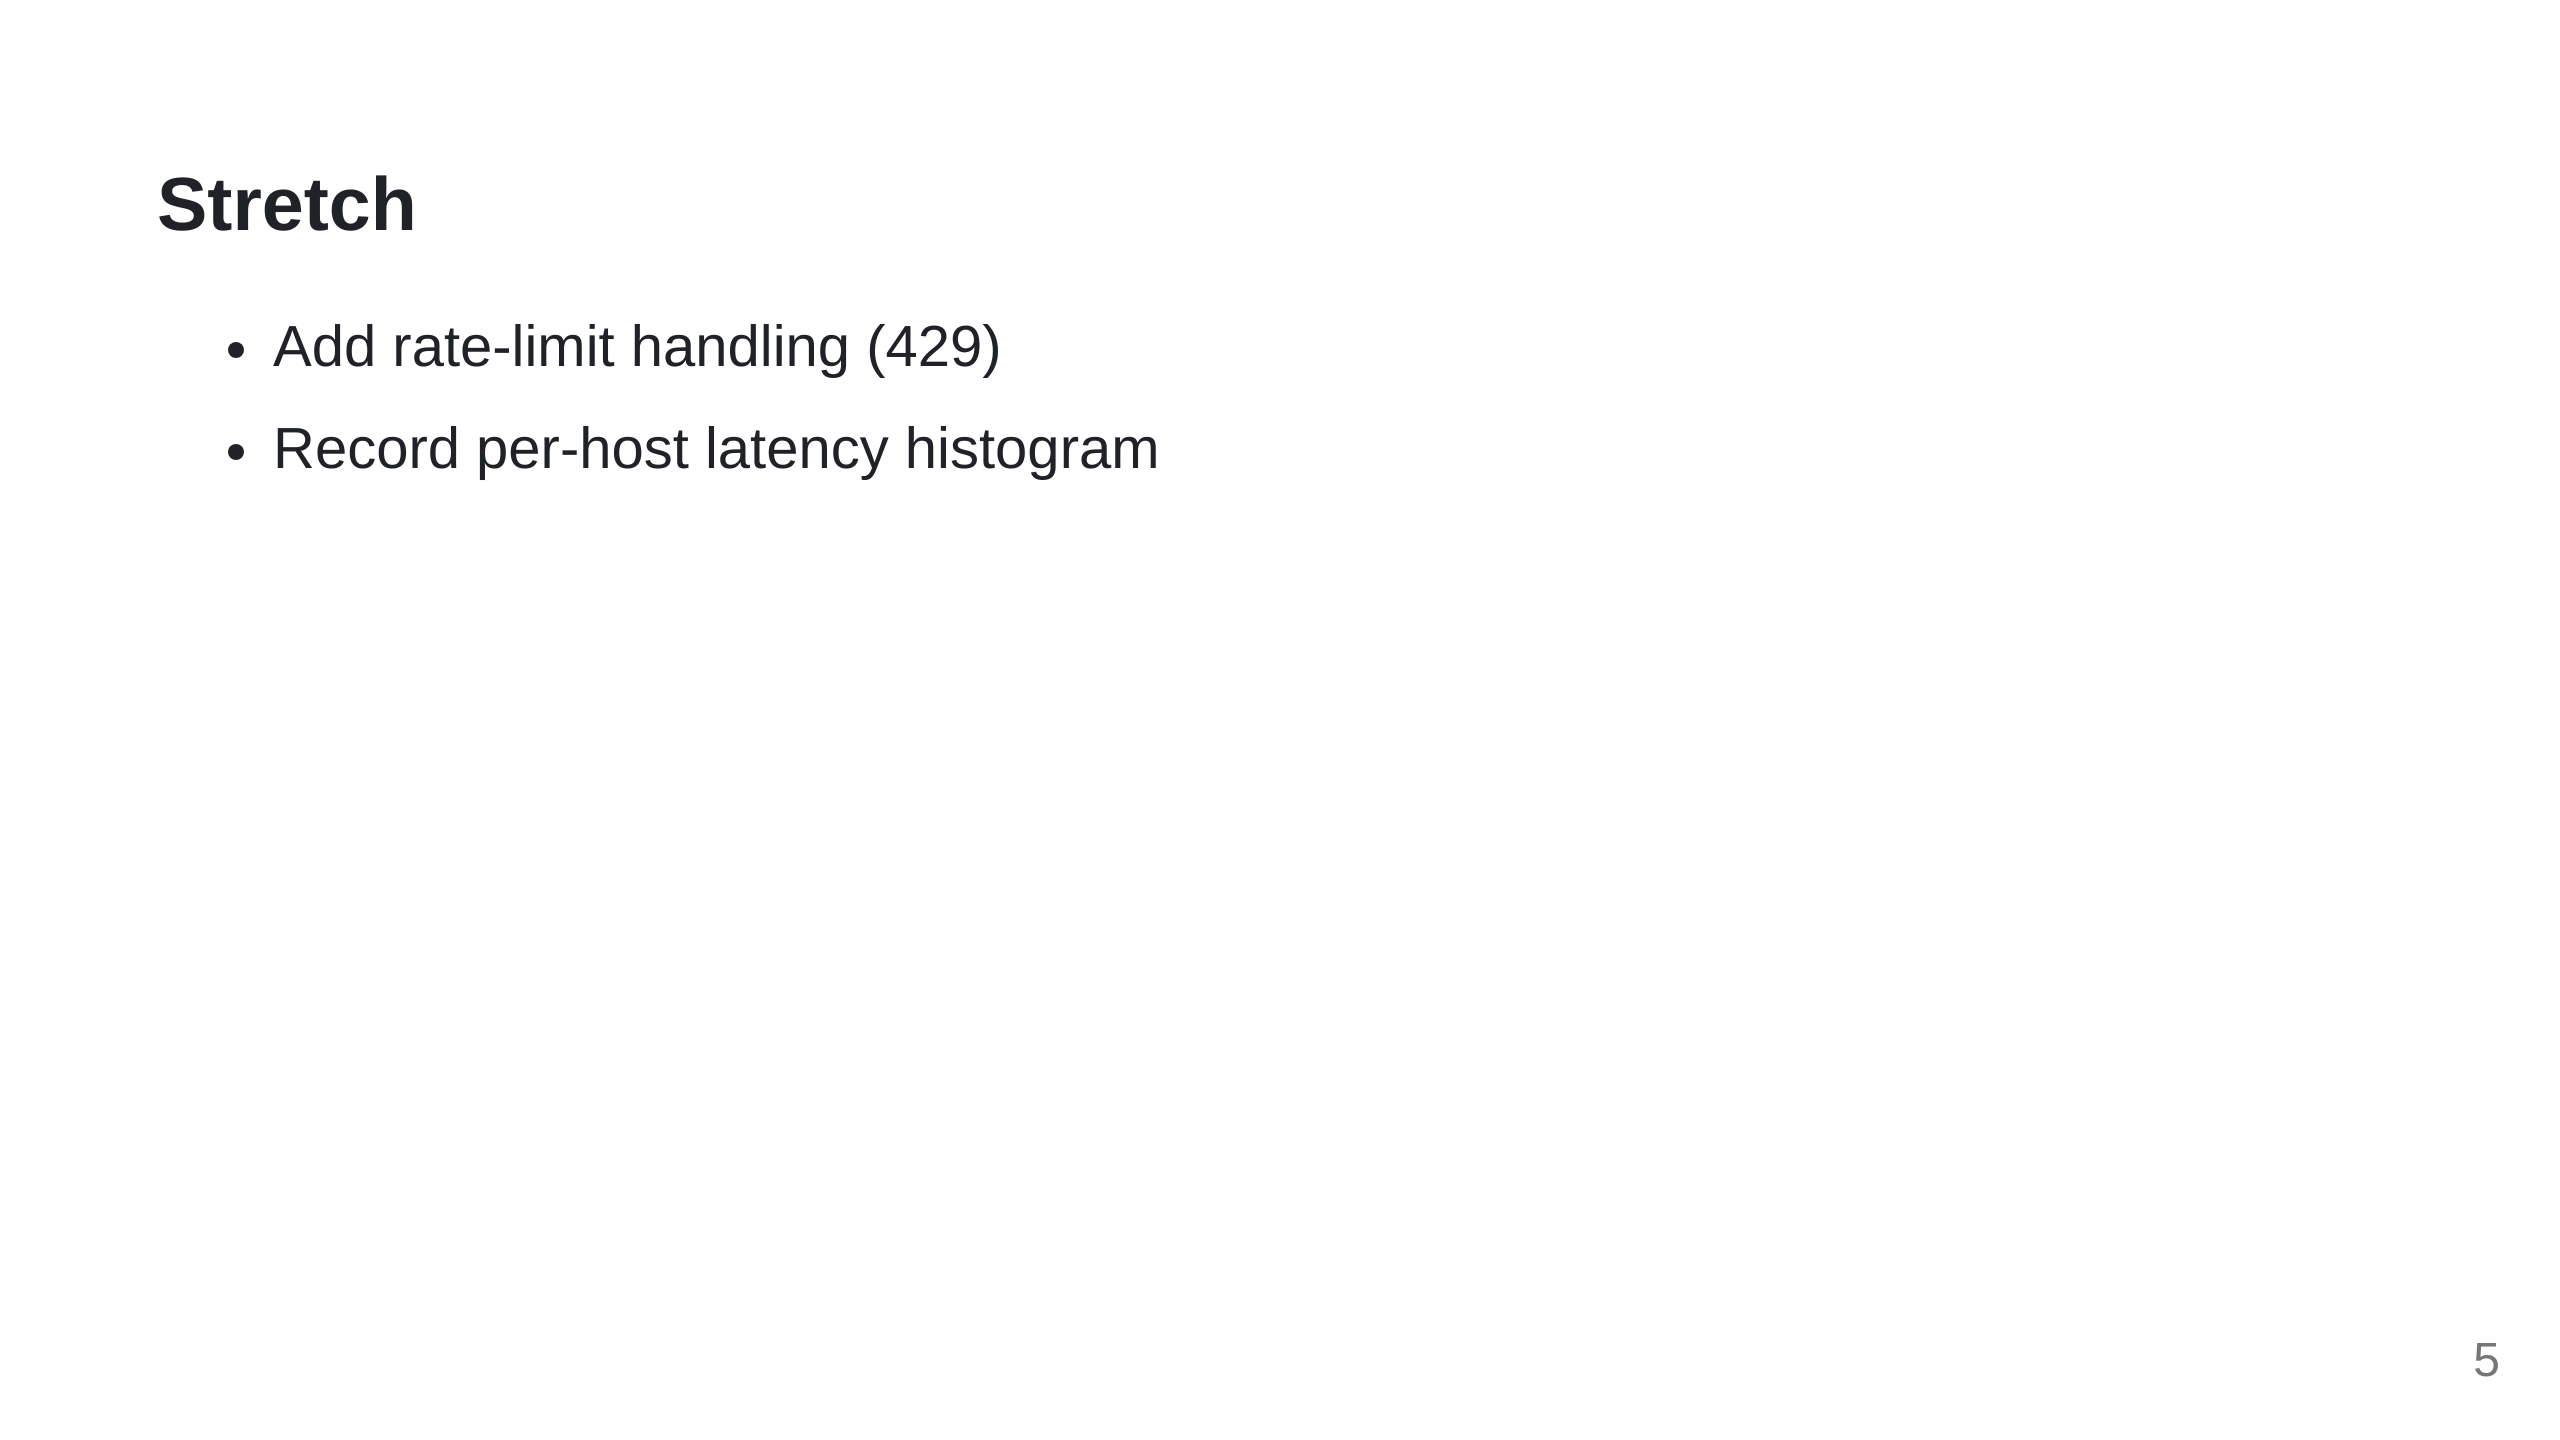 Stretch
• Add rate-limit handling (429)
• Record per-host latency histogram
5